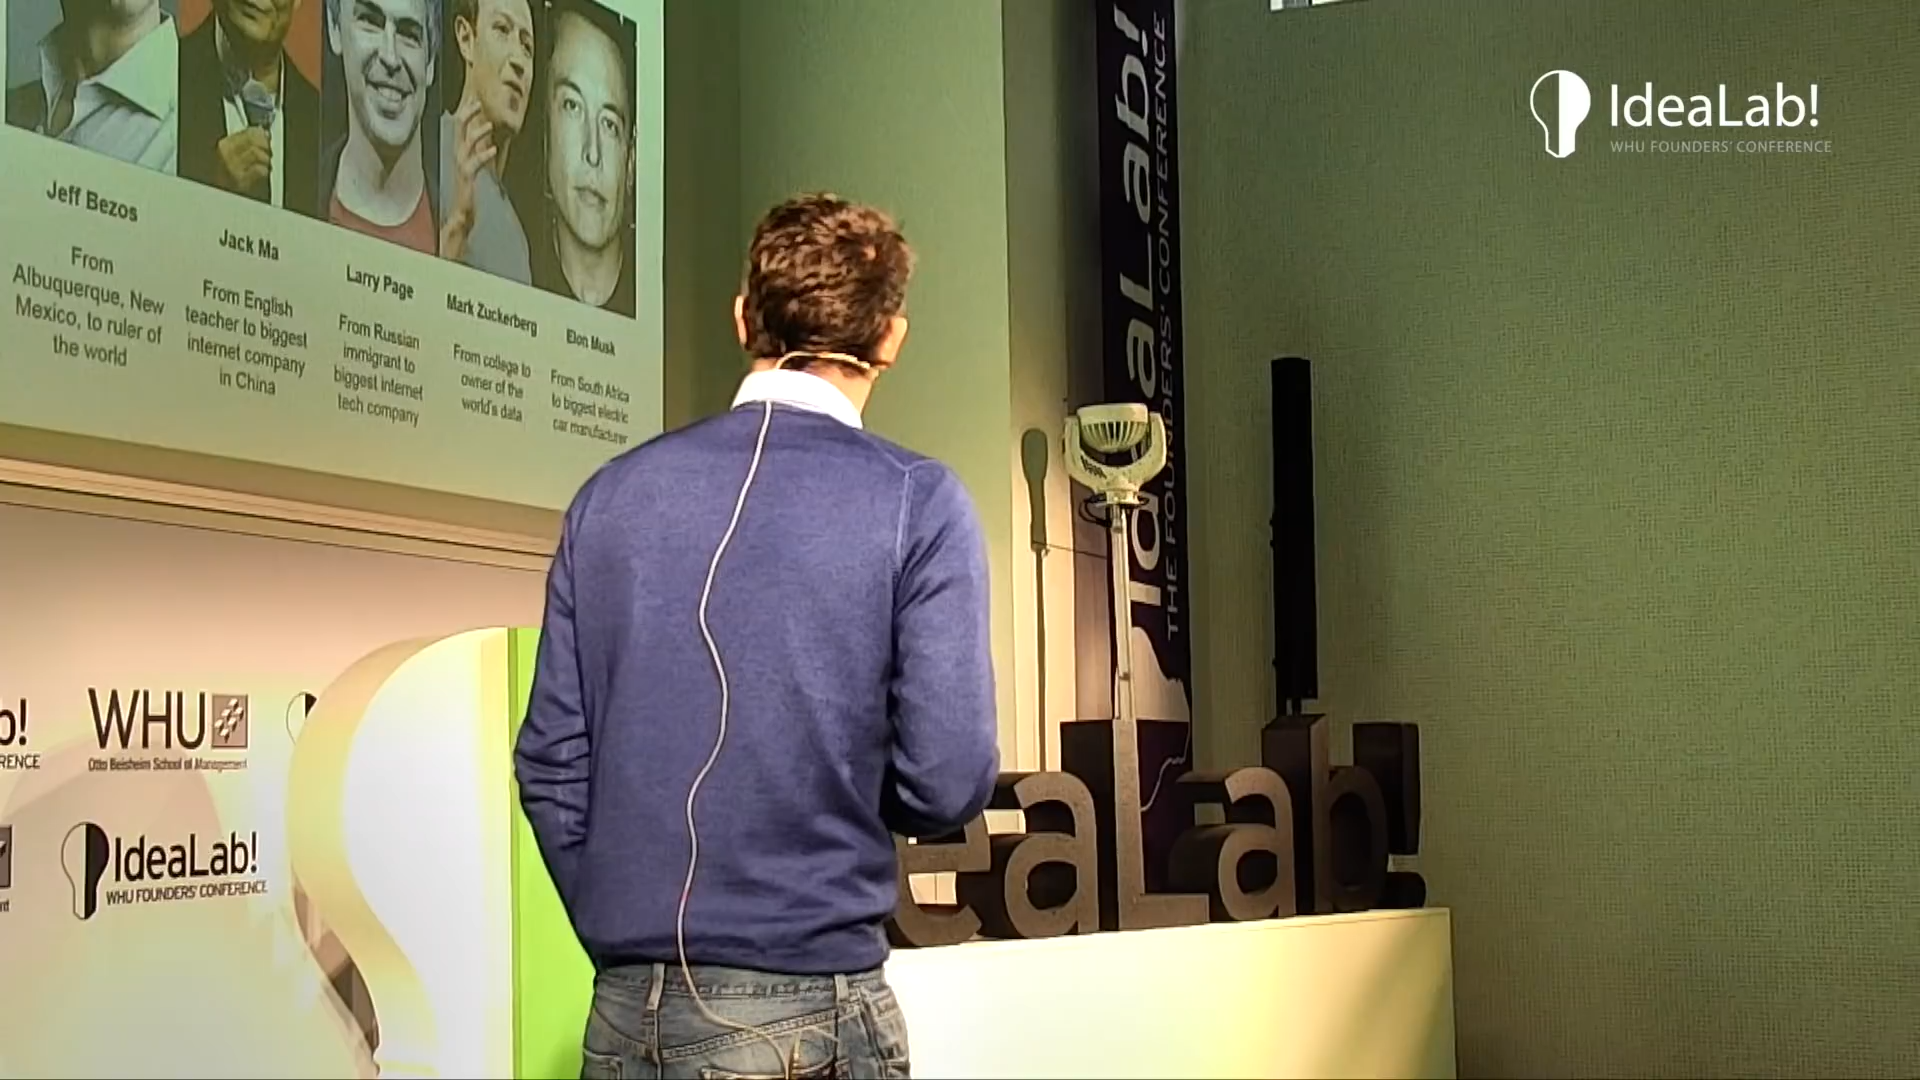 Jeff Bezos
From
Albuquerque, New
Mexico, to ruler of
the world
Jack Ma
From English
teacher to biggest
internet company
in China
Larry Page
From Russian
immigrant to
biggest internet
tech company
Mark Zuckerberg
From college to
owner of the
world's data
Elon Musk
From South Africa
to biggest electric
car manufacturer
IdeaLab!
WHU FOUNDERS' CONFERENCE
IdeaLab!
THE FOUNDERS' CONFERENCE
b!
RENCE
WHU
Otto Beisheim School of Management
IdeaLab!
WHU FOUNDERS' CONFERENCE
eaLab!